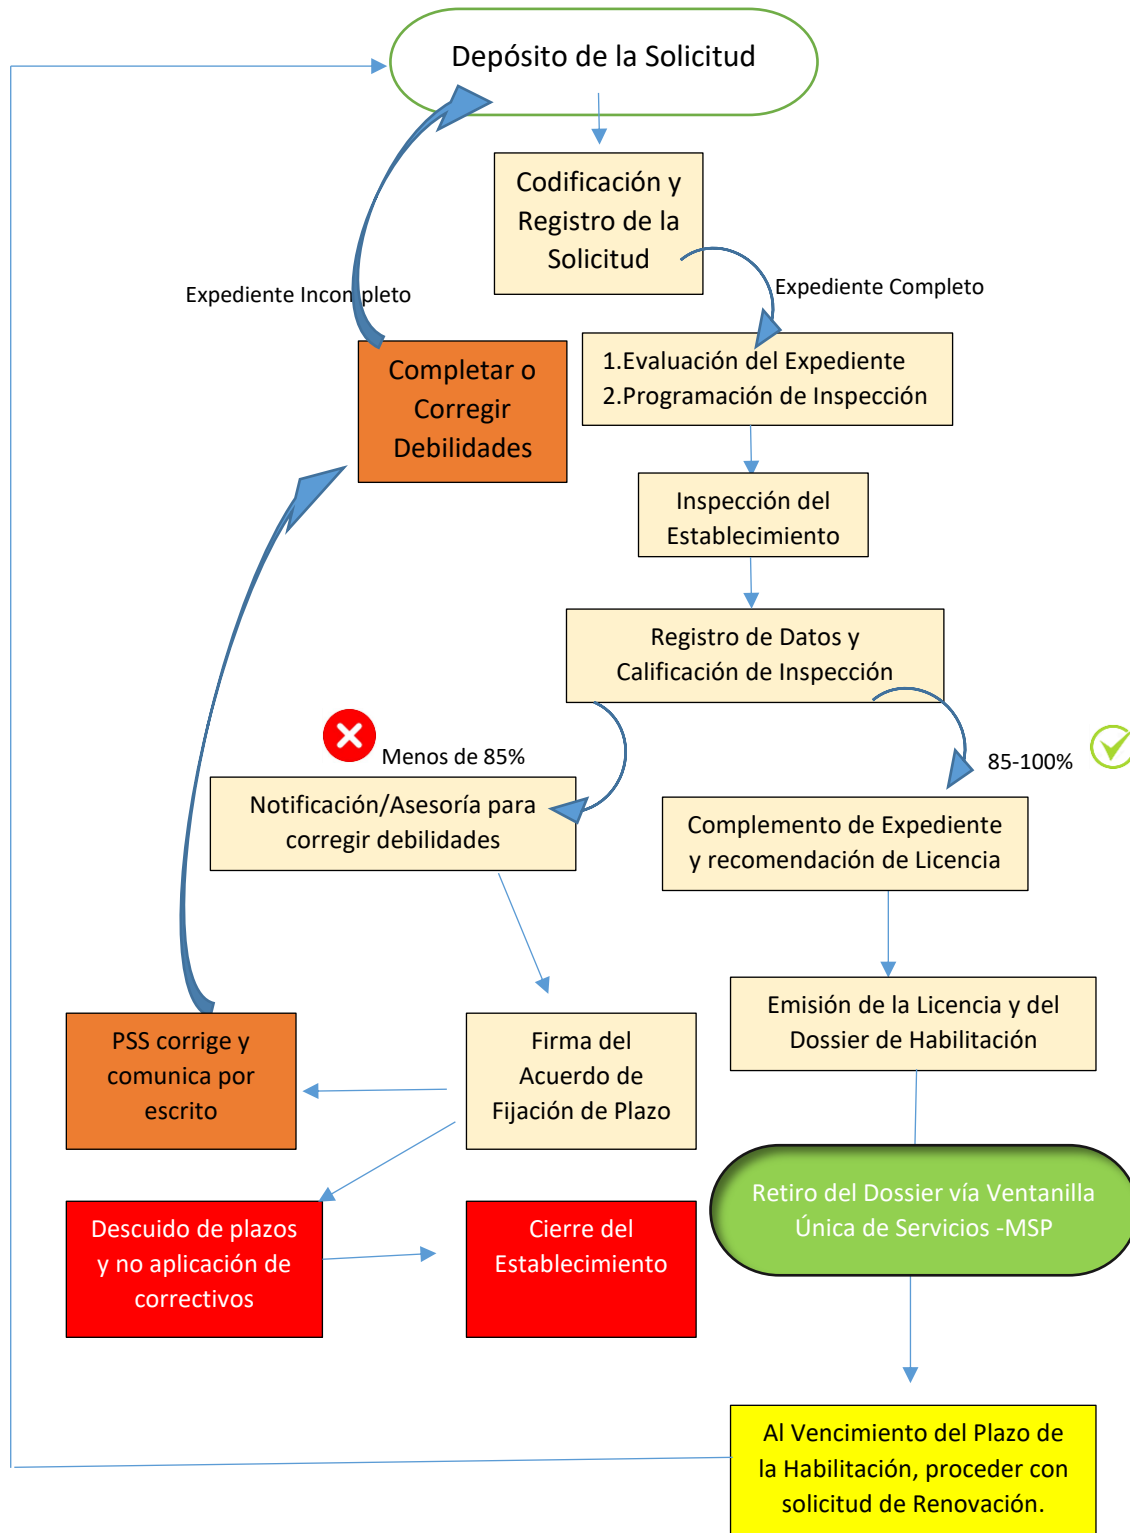 Depósito de la Solicitud
Codificación y
Registro de la
Solicitud
Expediente Incompleto
Expediente Completo
Completar o
Corregir
Debilidades
1.Evaluación del Expediente
2.Programación de Inspección
Inspección del
Establecimiento
Registro de Datos y
Calificación de Inspección
Menos de 85%
85-100%
Notificación/Asesoría para
corregir debilidades
Complemento de Expediente
y recomendación de Licencia
PSS corrige y
comunica por
escrito
Firma del
Acuerdo de
Fijación de Plazo
Emisión de la Licencia y del
Dossier de Habilitación
Descuido de plazos
y no aplicación de
correctivos
Cierre del
Establecimiento
Retiro del Dossier vía Ventanilla
Única de Servicios -MSP
Al Vencimiento del Plazo de
la Habilitación, proceder con
solicitud de Renovación.